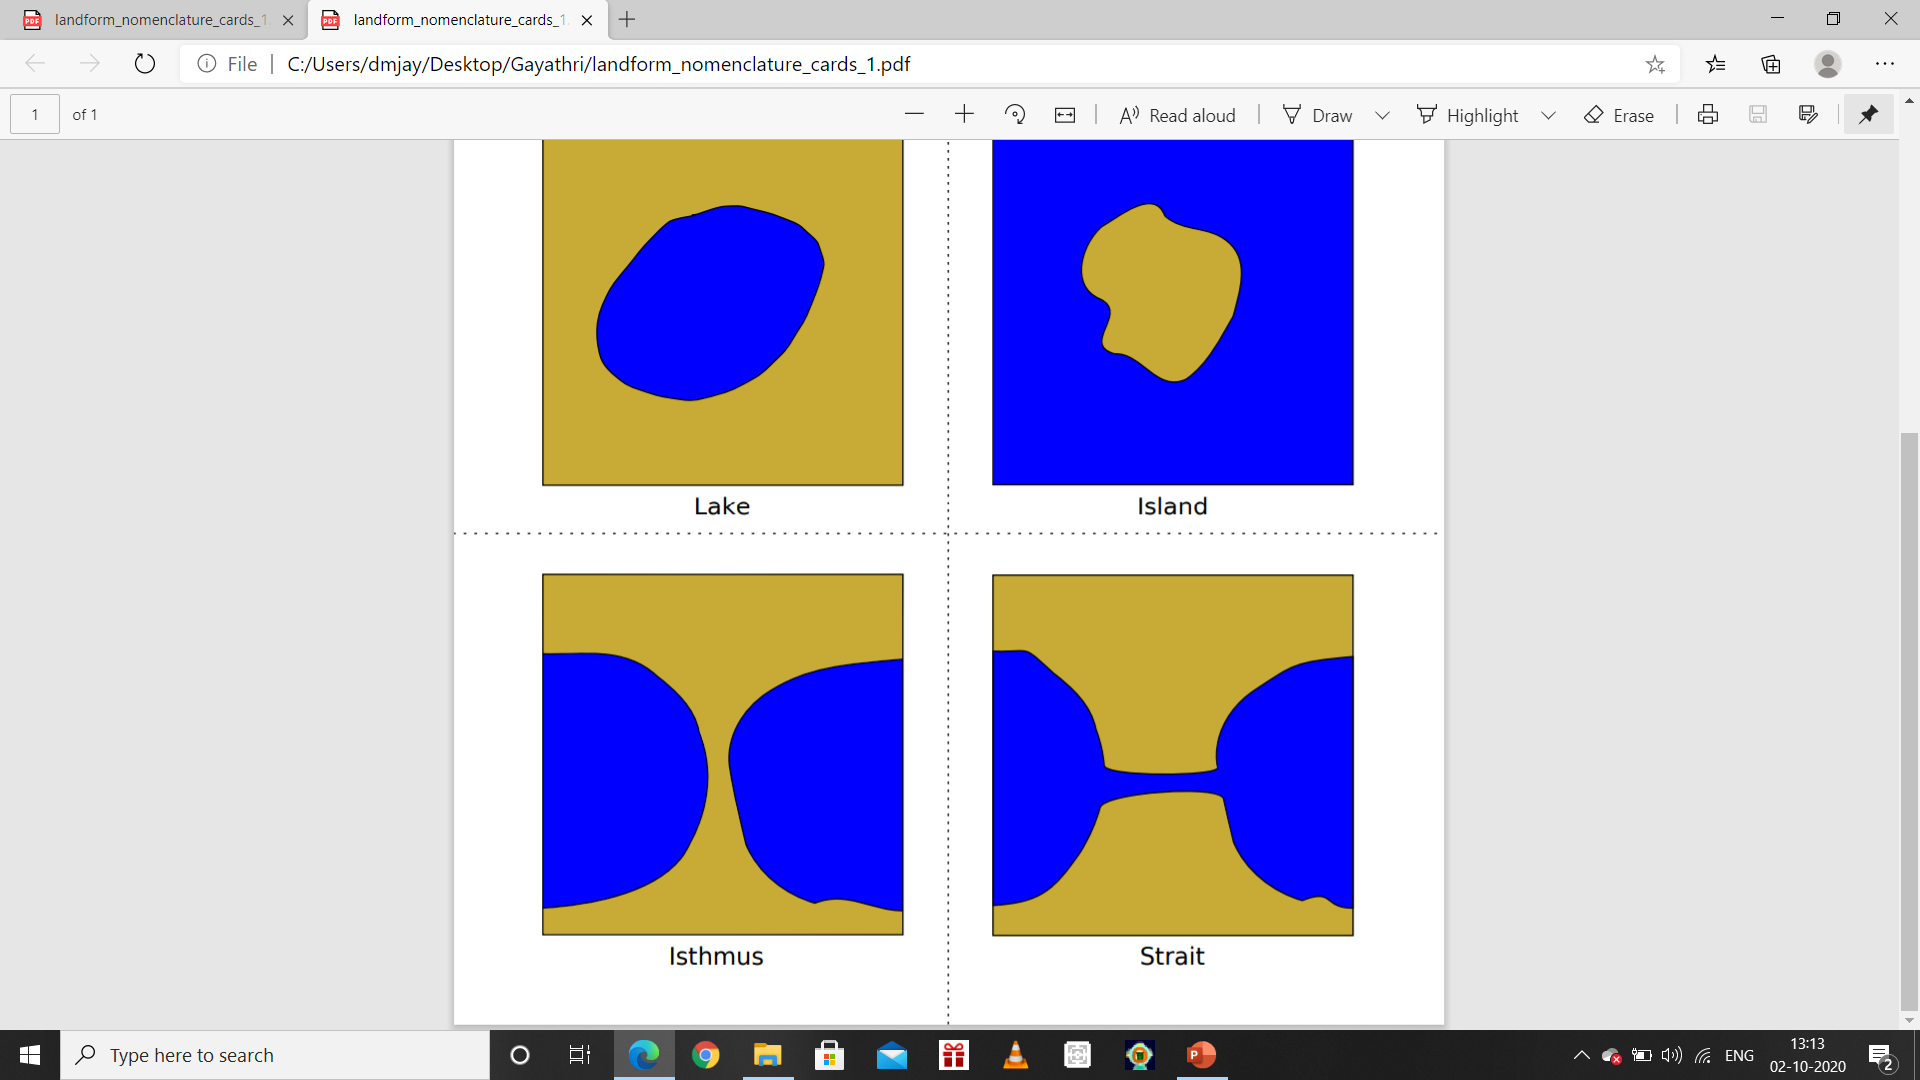 landform_nomenclature_cards_1
landform_nomenclature_cards_1
File
C:/Users/dmjay/Desktop/Gayathri/landform_nomenclature_cards_1.pdf
1 of 1
Read aloud
Draw
Highlight
Erase
Lake
Island
Isthmus
Strait
Type here to search
ENG
13:13
02-10-2020
2